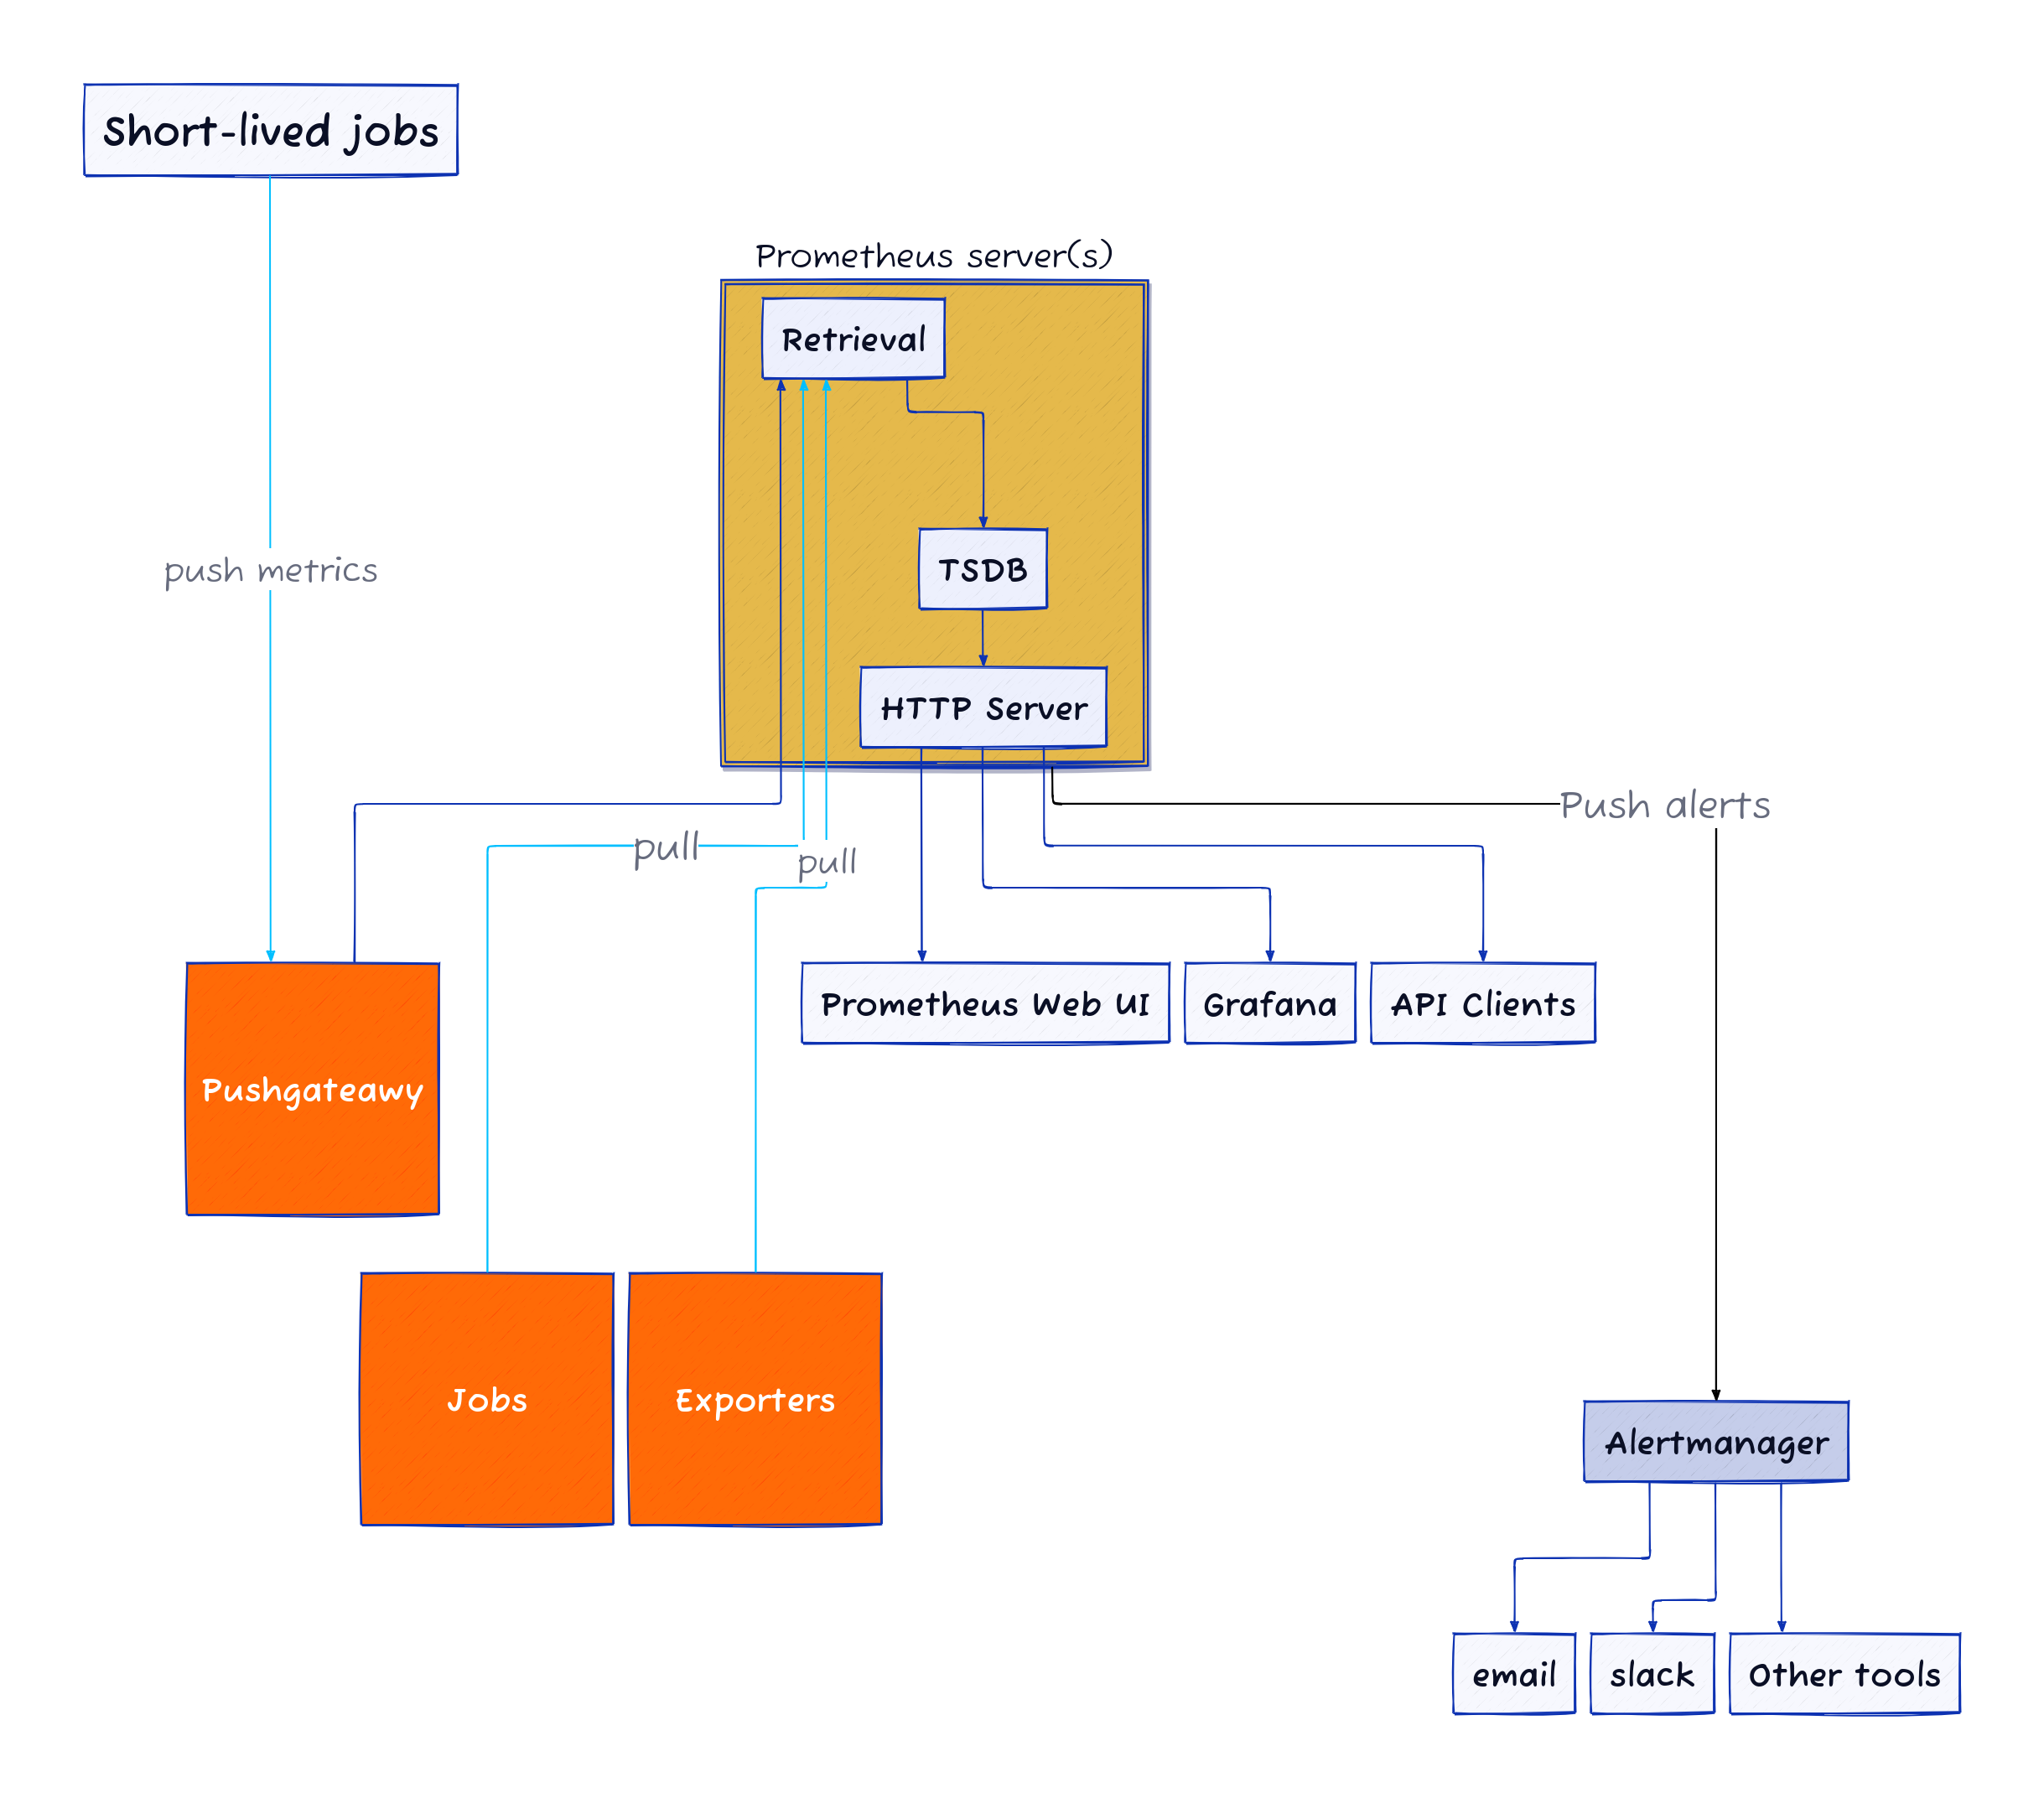 Short-lived jobs
Prometheus server(s)
Retrieval
push metrics
TSDB
HTTP Server
Push alerts
pull
pull
Prometheus Web UI
Grafana
API Clients
Pushgateawy
Jobs
Exporters
Alertmanager
email
slack
Other tools